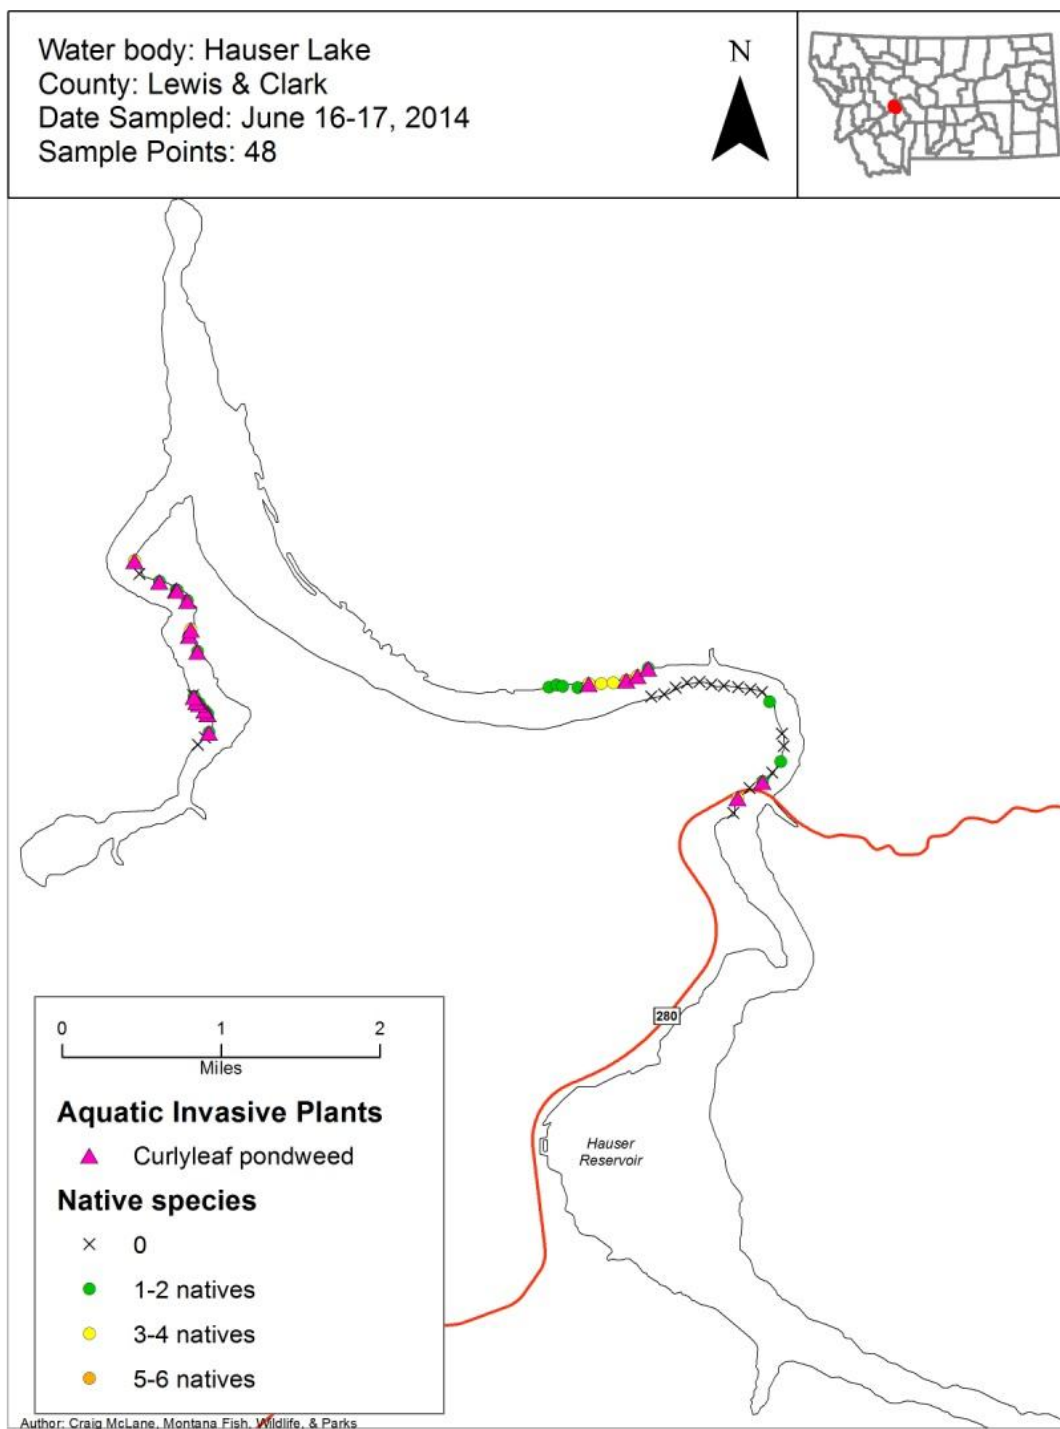 Water body: Hauser Lake
County: Lewis & Clark
Date Sampled: June 16-17, 2014
Sample Points: 48
N
280
Hauser
Reservoir
0 1 2
Miles
Aquatic Invasive Plants
Curlyleaf pondweed
Native species
0
1-2 natives
3-4 natives
5-6 natives
Author: Craig McLane, Montana Fish, Wildlife, & Parks